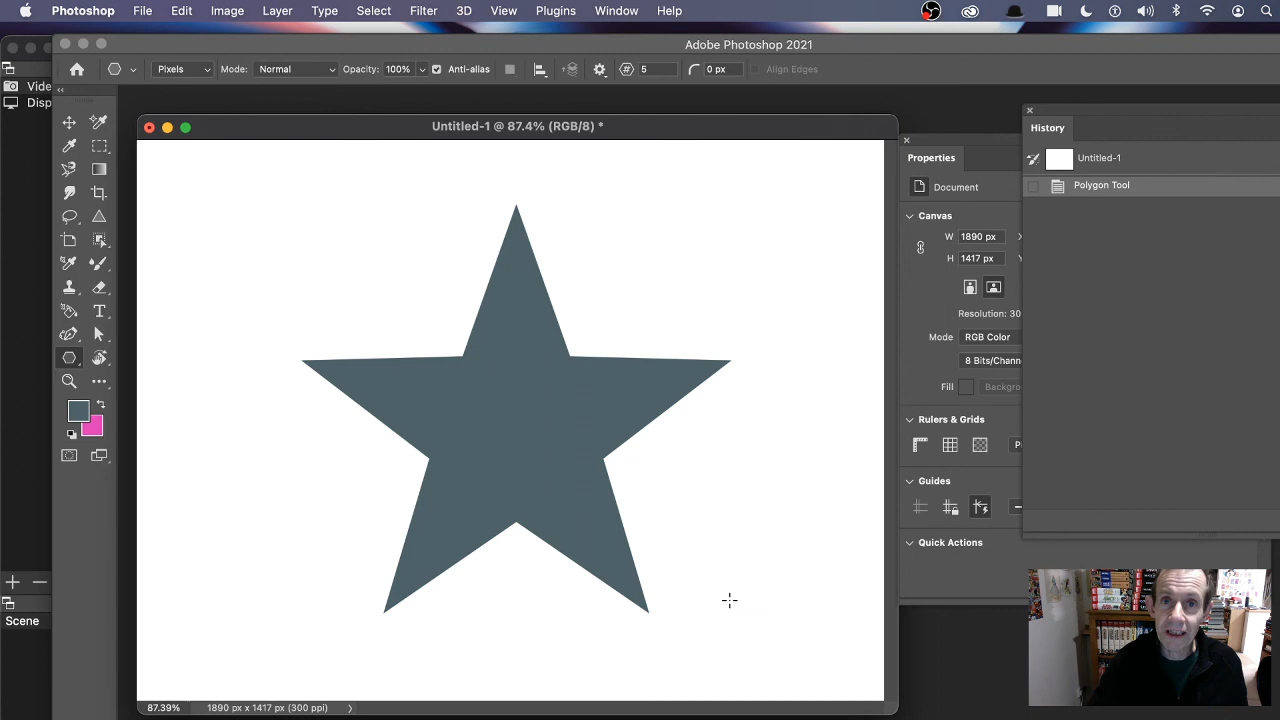 Photoshop File Edit Image Layer Type Select Filter 3D View Plugins Window Help
Adobe Photoshop 2021
Pixels Mode: Normal Opacity: 100% Anti-alias 5 0 px Align Edges
Vide
Disp
Untitled-1 @ 87.4% (RGB/8) *
History
Untitled-1
Polygon Tool
Properties
Document
Canvas
W 1890 px X
H 1417 px Y
Resolution: 30
Mode RGB Color
8 Bits/Chann
Fill Backgro
Rulers & Grids
Guides
Quick Actions
Scene
87.39% 1890 px x 1417 px (300 ppi)